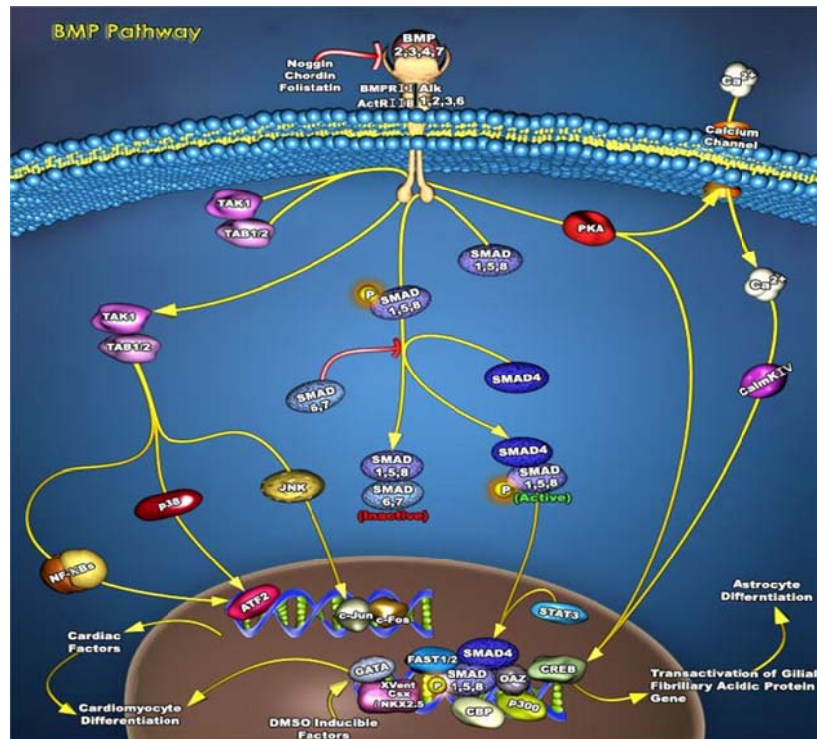 BMP Pathway
BMP
2,3,4,7
Noggin
Chordin
Folistatin
BMPRII
ActRIIB
Alk
1,2,3,6
Ca2+
Calcium
Channel
TAK1
TAB1/2
SMAD
1,5,8
PKA
P
SMAD
1,5,8
Ca2+
TAK1
TAB1/2
SMAD
6,7
SMAD4
CalmKIV
SMAD4
SMAD
1,5,8
P
(Active)
SMAD
1,5,8
SMAD
6,7
(Inactive)
JNK
p38
NF-κBs
ATF2
c-Jun
c-Fos
STAT3
Astrocyte
Differntiation
Cardiac
Factors
GATA
FAST1/2
SMAD4
SMAD
1,5,8
P
OAZ
CREB
XVent
Csx
/ NKX2.5
CBP
p300
Transactivation of Gilial
Fibrillary Acidic Protein
Gene
Cardiomyocyte
Differentiation
DMSO Inducible
Factors